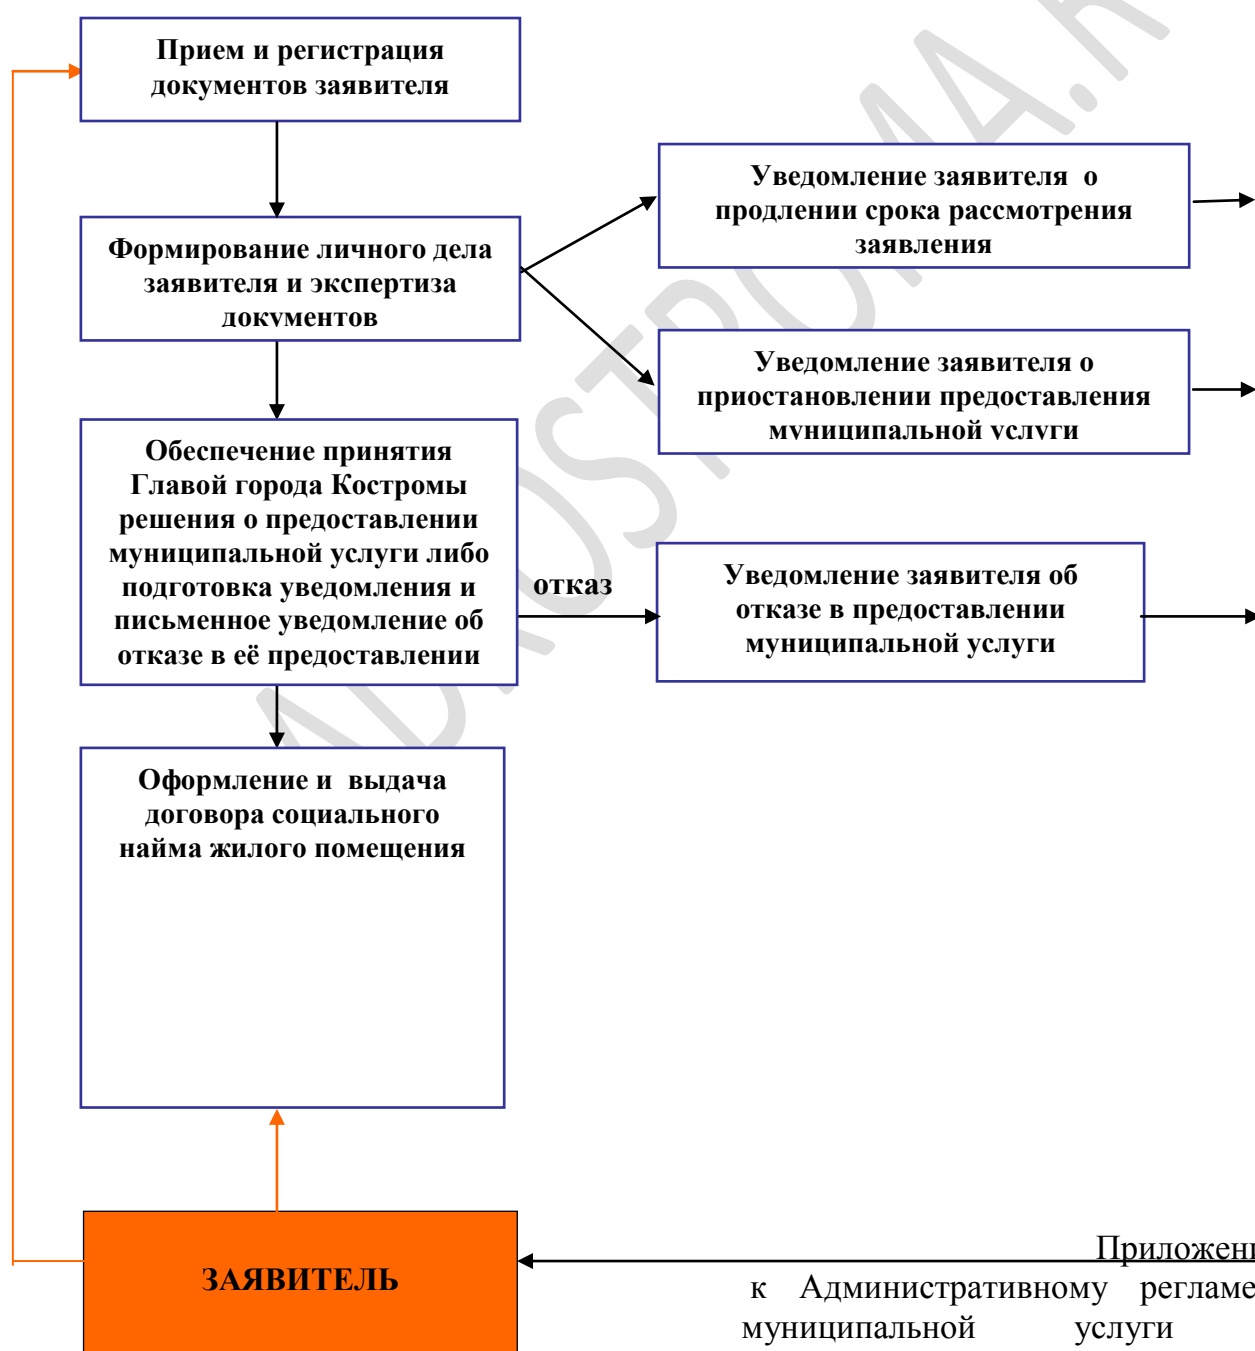 Прием и регистрация
документов заявителя
Уведомление заявителя о
продлении срока рассмотрения
заявления
Формирование личного дела
заявителя и экспертиза
документов
Уведомление заявителя о
приостановлении предоставления
муниципальной услуги
Обеспечение принятия
Главой города Костромы
решения о предоставлении
муниципальной услуги либо
подготовка уведомления и
письменное уведомление об
отказе в её предоставлении
отказ
Уведомление заявителя об
отказе в предоставлении
муниципальной услуги
Оформление и выдача
договора социального
найма жилого помещения
ЗАЯВИТЕЛЬ
Приложени
к Административному регламе
муниципальной услуги